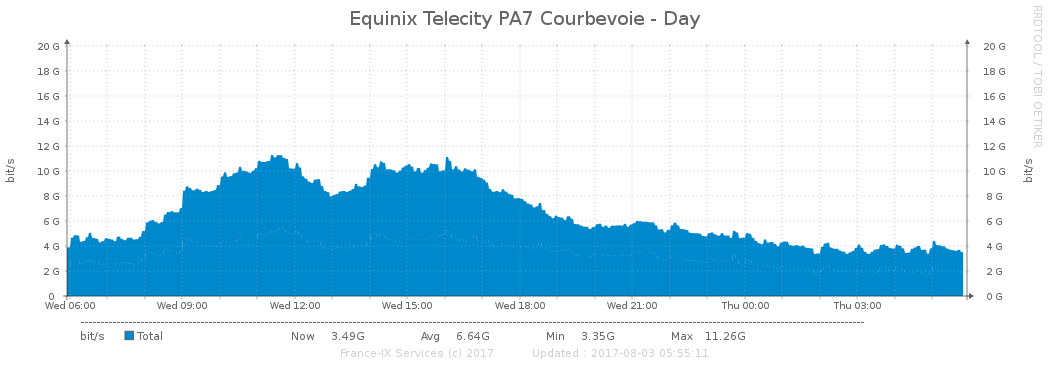 Equinix Telecity PA7 Courbevoie - Day
RRDTOOL / TOBI OETIKER
bit/s
bit/s
20 G 20 G
18 G 18 G
16 G 16 G
14 G 14 G
12 G 12 G
10 G 10 G
8 G 8 G
6 G 6 G
4 G 4 G
2 G 2 G
0 0 G
Wed 06:00 Wed 09:00 Wed 12:00 Wed 15:00 Wed 18:00 Wed 21:00 Thu 00:00 Thu 03:00
bit/s Total Now 3.49G Avg 6.64G Min 3.35G Max 11.26G
France-IX Services (c) 2017 Updated : 2017-08-03 05:55:11